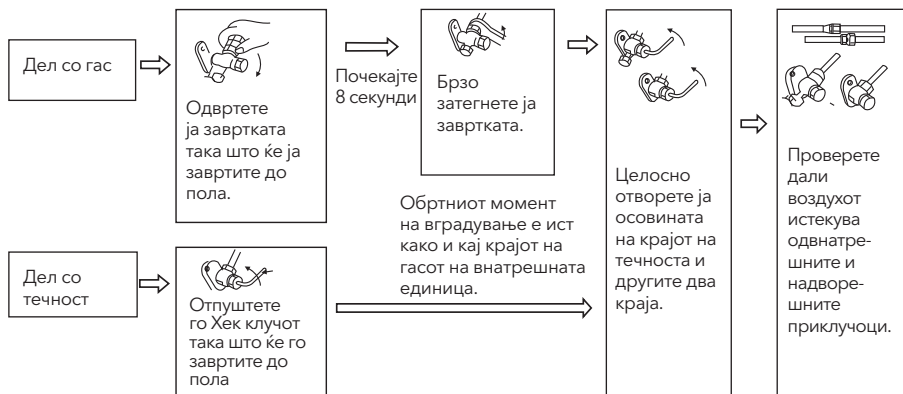 Дел со гас
Одвртете
ја завртката
така што ќе ја
завртите до
пола.
Почекајте
8 секунди
Брзо
затегнете ја
завртката.
Дел со
течност
Отпуштете
го Хек клучот
така што ќе го
завртите до
пола
Обртниот момент
на вградување е ист
како и кај крајот на
гасот на внатрешната
единица.
Целосно
отворете ја
осовината
на крајот на
течноста и
другите два
краја.
Проверете
дали
воздухот
истекува
одвнатре-
шните и
надворе-
шните
приклучоци.